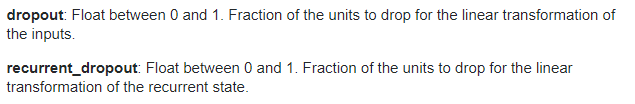 dropout: Float between 0 and 1. Fraction of the units to drop for the linear transformation of
the inputs.
recurrent_dropout: Float between 0 and 1. Fraction of the units to drop for the linear
transformation of the recurrent state.